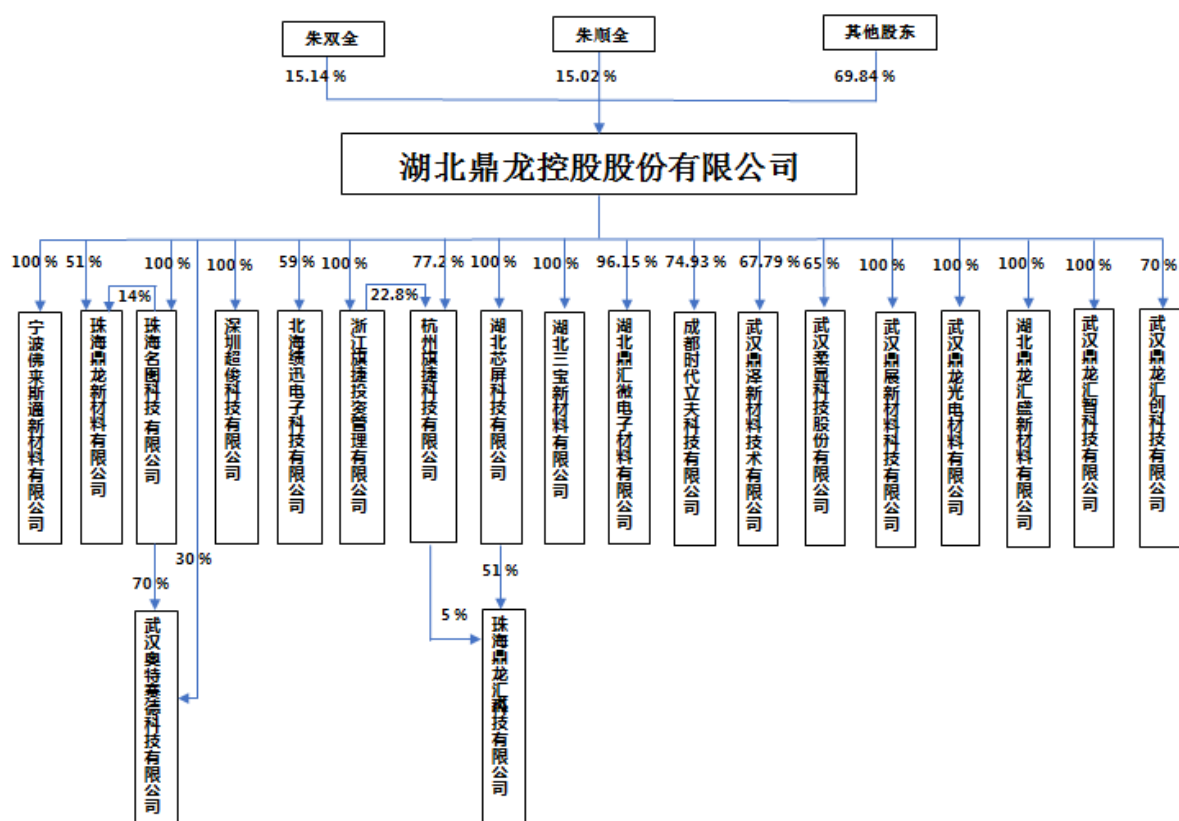 朱双全
朱顺全
其他股东
15.14 %
15.02 %
69.84 %
湖北鼎龙控股股份有限公司
100 %
51 %
100 %
100 %
59 %
100 %
77.2 %
100 %
100 %
96.15 %
74.93 %
67.79 %
65 %
100 %
100 %
100 %
100 %
70 %
14%
22.8%
宁波佛来斯通新材料有限公司
珠海鼎龙新材料有限公司
珠海名图科技 有限公司
深圳超俊科技有限公司
北海绩迅电子科技有限公司
浙江旗捷投资管理有限公司
杭州旗捷科技有限公司
湖北芯屏科技有限公司
湖北三宝新材料有限公司
湖北鼎汇微电子材料有限公司
成都时代立夫科技有限公司
武汉鼎泽新材料技术有限公司
武汉柔显科技股份有限公司
武汉鼎展新材料科技有限公司
武汉鼎龙光电材料有限公司
湖北鼎龙汇盛新材料有限公司
武汉鼎龙汇智科技有限公司
武汉鼎龙汇创科技有限公司
30 %
70 %
51 %
5 %
武汉奥特赛德科技有限公司
珠海鼎龙汇科技有限公司